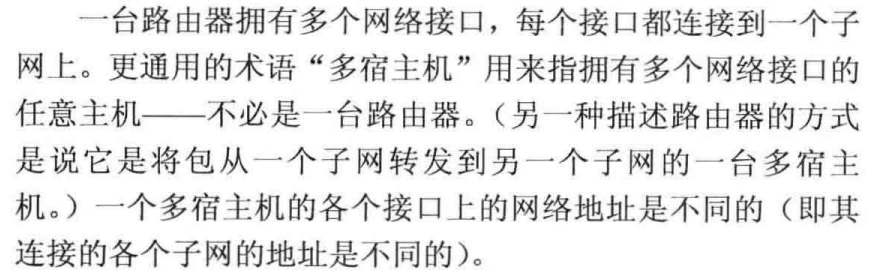 一台路由器拥有多个网络接口，每个接口都连接到一个子
网上。更通用的术语“多宿主机”用来指拥有多个网络接口的
任意主机——不必是一台路由器。（另一种描述路由器的方式
是说它是将包从一个子网转发到另一个子网的一台多宿主
机。）一个多宿主机的各个接口上的网络地址是不同的（即其
连接的各个子网的地址是不同的）。